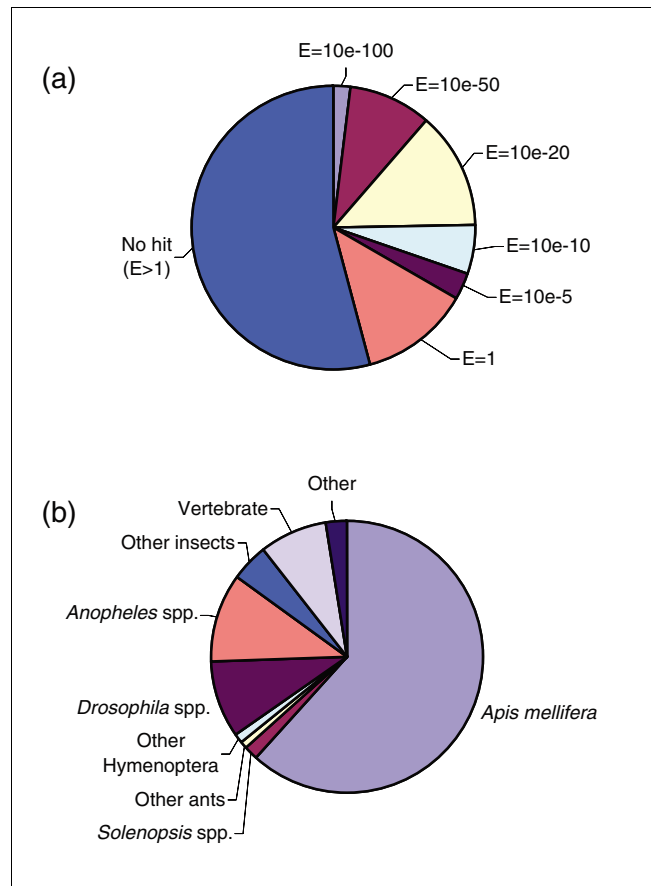 (a)
E=10e-100
E=10e-50
E=10e-20
E=10e-10
E=10e-5
E=1
No hit
(E>1)
(b)
Other
Vertebrate
Other insects
Anopheles spp.
Drosophila spp.
Other
Hymenoptera
Other ants
Solenopsis spp.
Apis mellifera